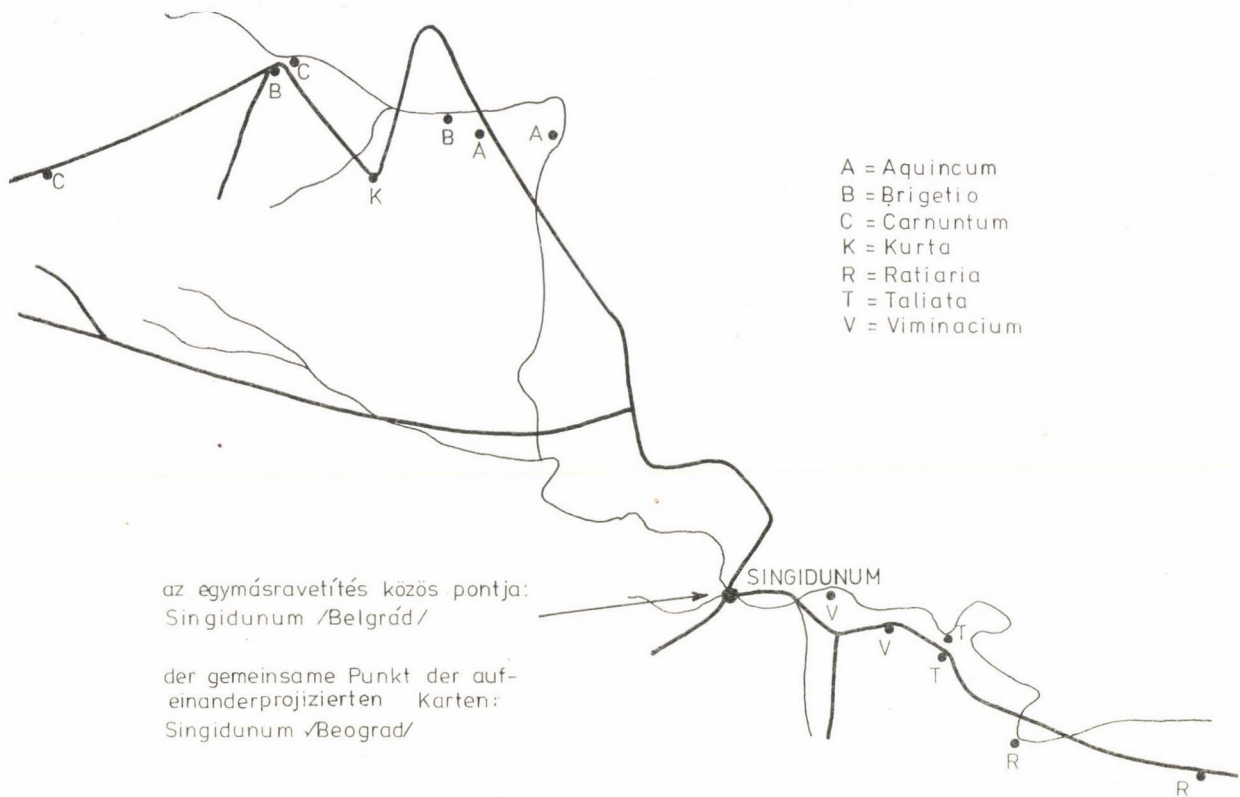 C
B
B
A
A
C
K
A = Aquincum
B = Brigetio
C = Carnuntum
K = Kurta
R = Ratiaria
T = Taliata
V = Viminacium
az egymásravetítés közös pontja:
Singidunum /Belgrád/
SINGIDUNUM
V
V
T
T
der gemeinsame Punkt der auf-
einanderprojizierten Karten:
Singidunum /Beograd/
R
R